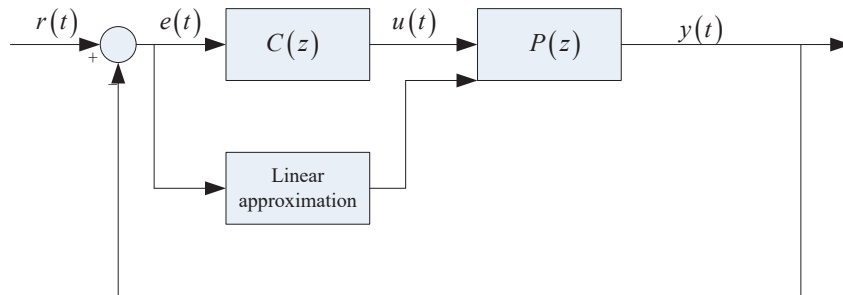 r(t)
e(t)
C(z)
u(t)
P(z)
y(t)
+
−
Linear
approximation